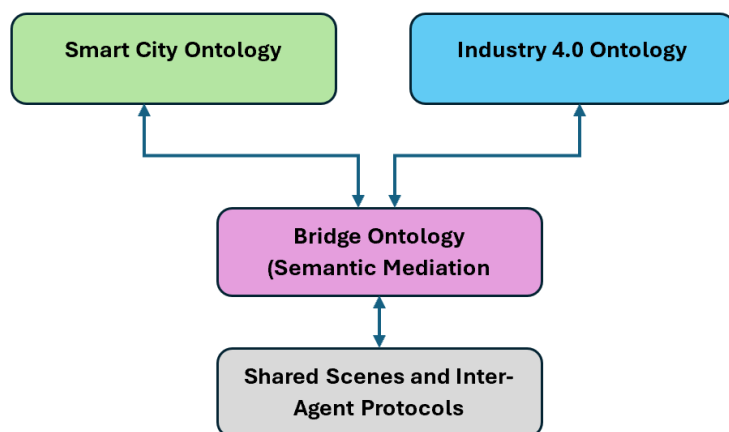 Smart City Ontology
Industry 4.0 Ontology
Bridge Ontology
(Semantic Mediation
Shared Scenes and Inter-
Agent Protocols